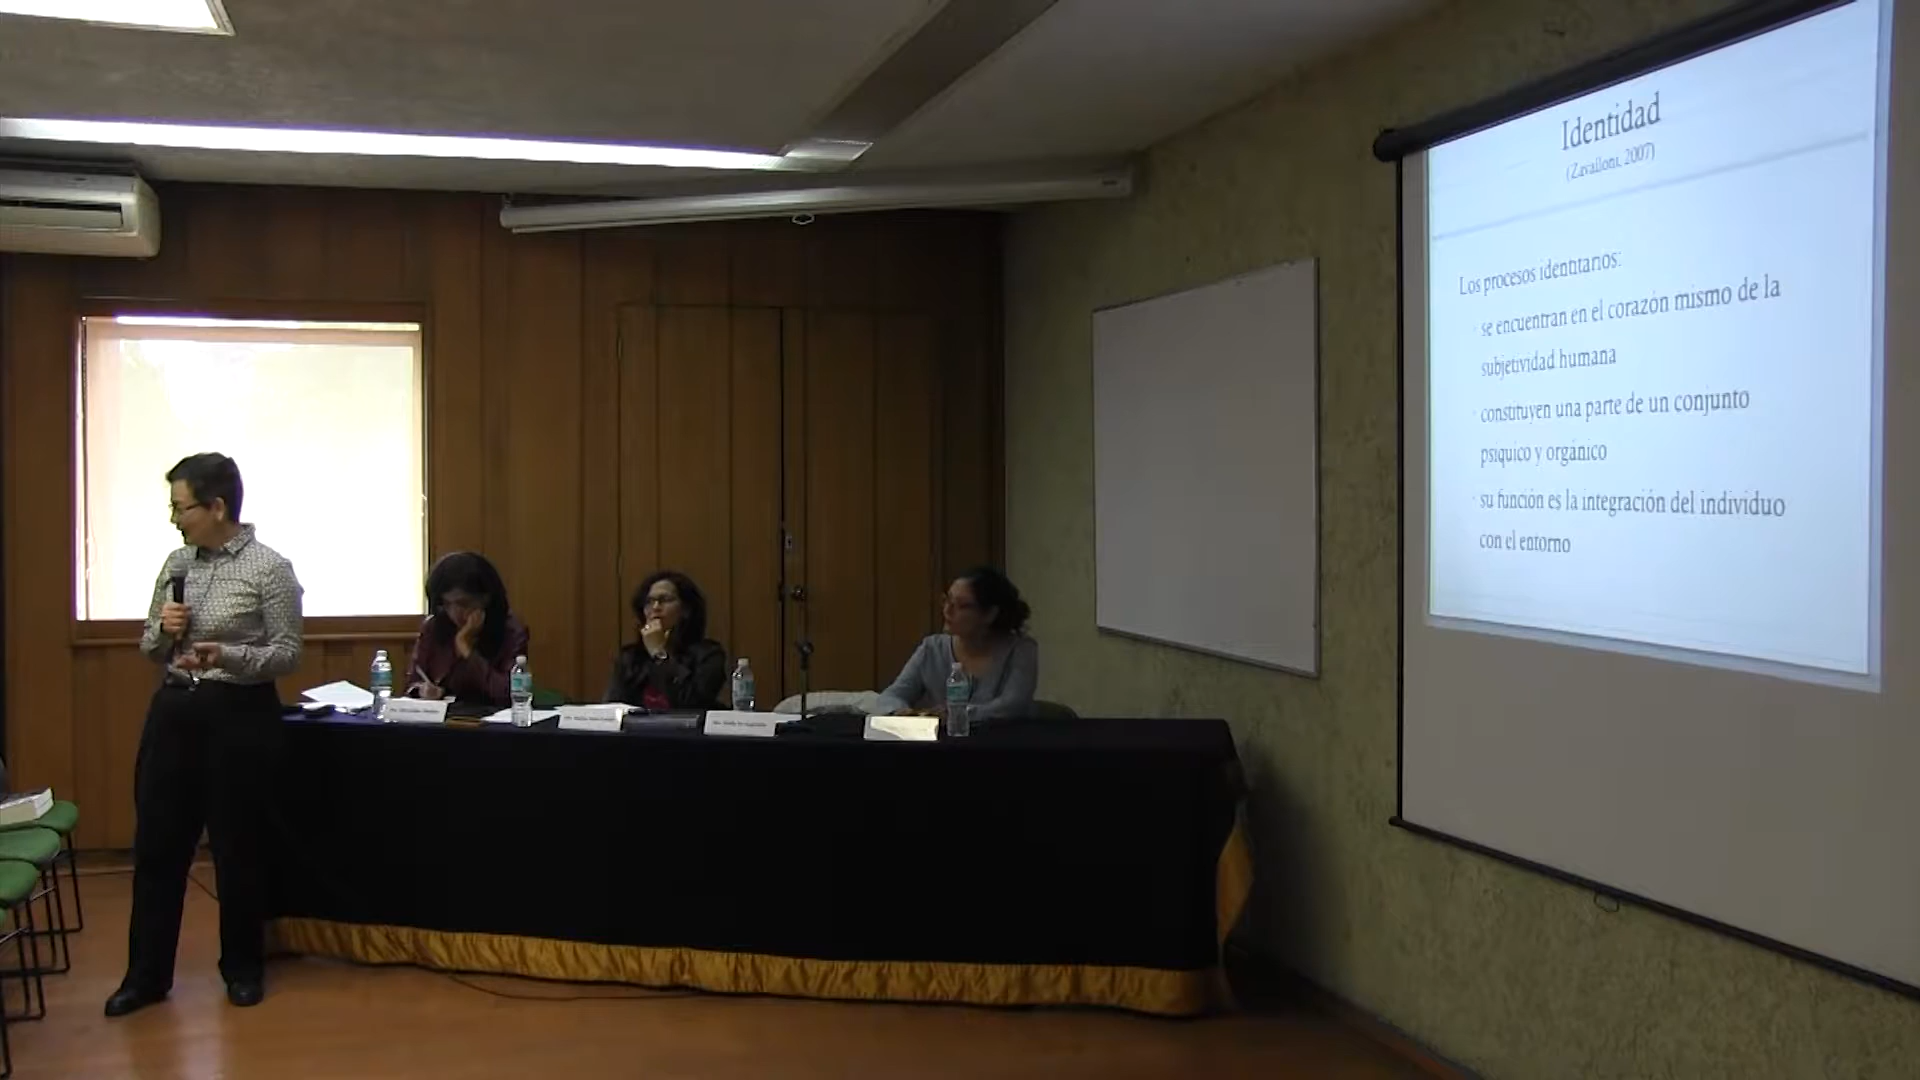 Identidad
(Zavalloni, 2007)
Los procesos identitarios:
· se encuentran en el corazón mismo de la
subjetividad humana
· constituyen una parte de un conjunto
psíquico y orgánico
· su función es la integración del individuo
con el entorno